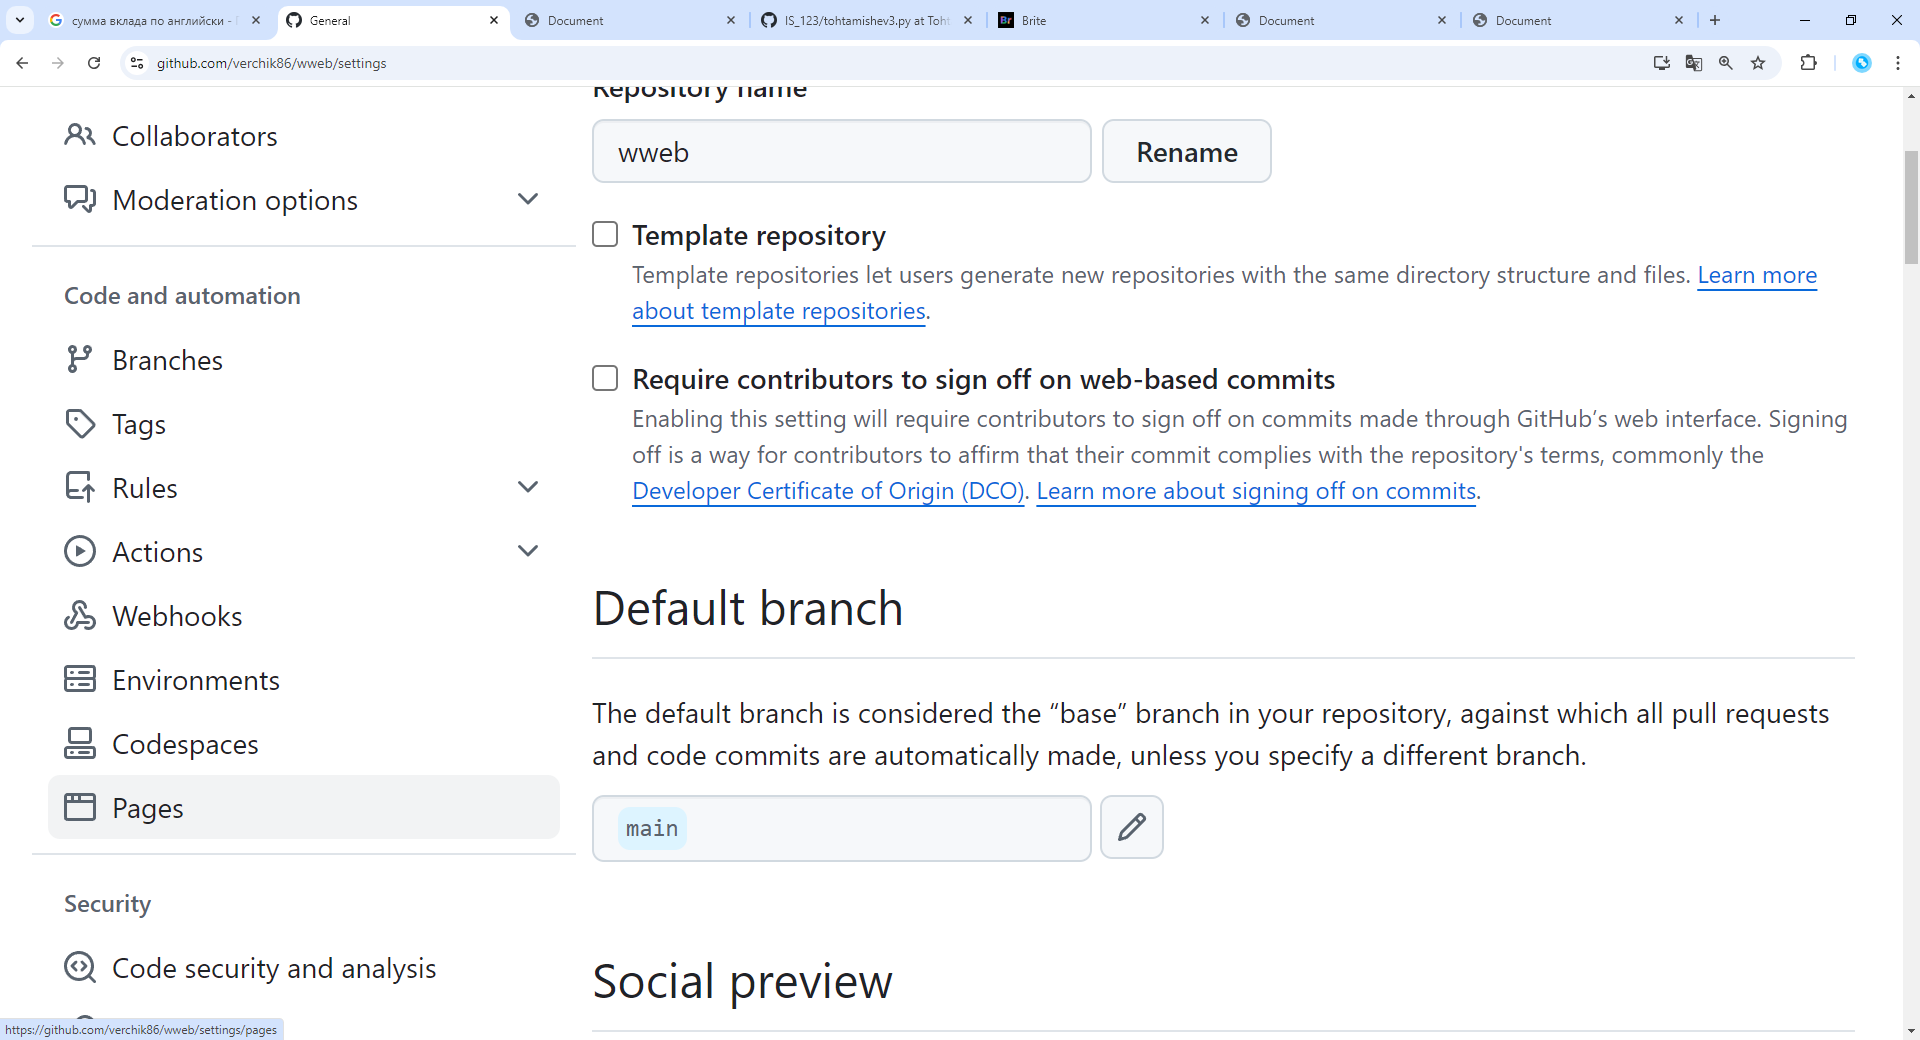 сумма вклада по английски -
General
Document
IS_123/tohtamishev3.py at Toht
Brite
Document
Document
github.com/verchik86/wweb/settings
Collaborators
Moderation options
Code and automation
Branches
Tags
Rules
Actions
Webhooks
Environments
Codespaces
Pages
Security
Code security and analysis
Repository name
wweb
Rename
Template repository
Template repositories let users generate new repositories with the same directory structure and files. Learn more
about template repositories.
Require contributors to sign off on web-based commits
Enabling this setting will require contributors to sign off on commits made through GitHub’s web interface. Signing
off is a way for contributors to affirm that their commit complies with the repository's terms, commonly the
Developer Certificate of Origin (DCO). Learn more about signing off on commits.
Default branch
The default branch is considered the “base” branch in your repository, against which all pull requests
and code commits are automatically made, unless you specify a different branch.
main
Social preview
https://github.com/verchik86/wweb/settings/pages